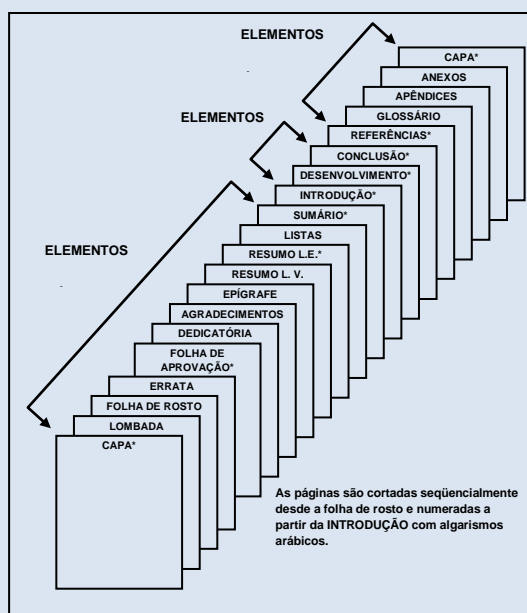 ELEMENTOS
CAPA*
ANEXOS
APÊNDICES
GLOSSÁRIO
REFERÊNCIAS*
ELEMENTOS
CONCLUSÃO*
DESENVOLVIMENTO*
INTRODUÇÃO*
SUMÁRIO*
LISTAS
ELEMENTOS
RESUMO L.E.*
RESUMO L. V.
EPÍGRAFE
AGRADECIMENTOS
DEDICATÓRIA
FOLHA DE
APROVAÇÃO*
ERRATA
FOLHA DE ROSTO
LOMBADA
CAPA*
As páginas são cortadas seqüencialmente
desde a folha de rosto e numeradas a
partir da INTRODUÇÃO com algarismos
arábicos.